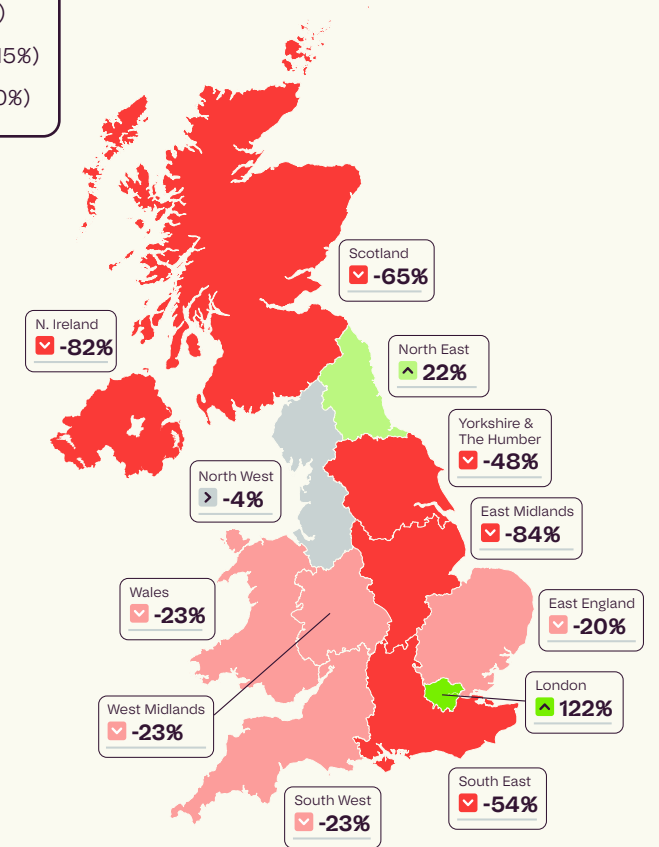 )
15%)
0%)
Scotland
-65%
N. Ireland
-82%
North East
22%
Yorkshire &
The Humber
-48%
North West
-4%
East Midlands
-84%
Wales
-23%
East England
-20%
London
122%
West Midlands
-23%
South East
-54%
South West
-23%